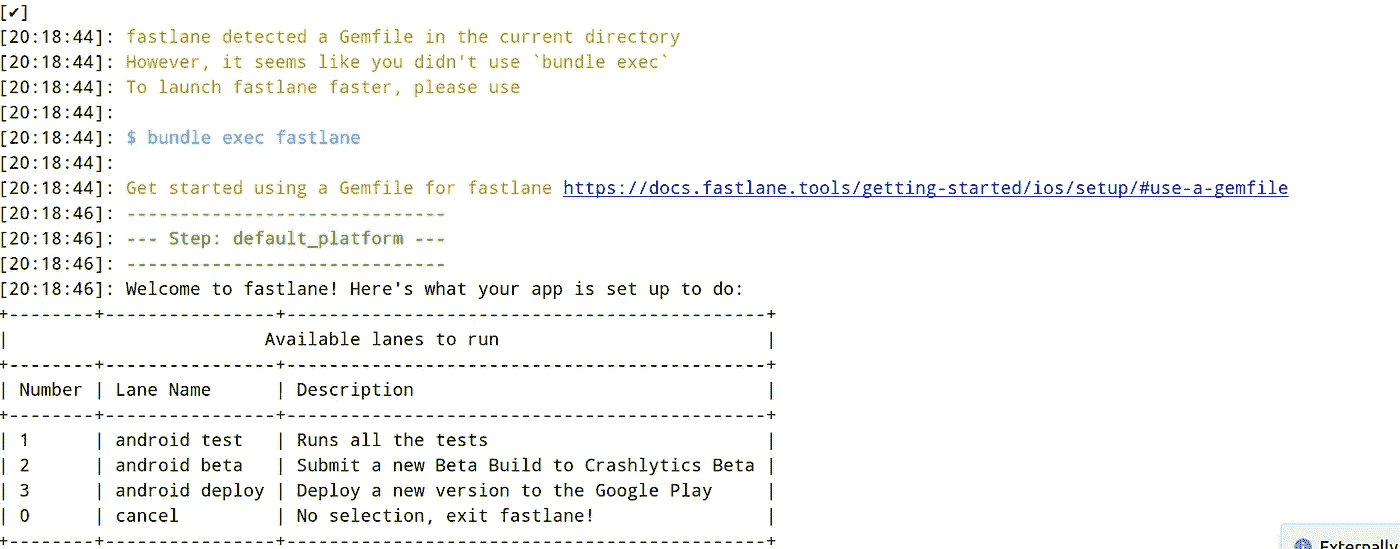 [✔]
[20:18:44]: fastlane detected a Gemfile in the current directory
[20:18:44]: However, it seems like you didn't use `bundle exec`
[20:18:44]: To launch fastlane faster, please use
[20:18:44]:
[20:18:44]: $ bundle exec fastlane
[20:18:44]:
[20:18:44]: Get started using a Gemfile for fastlane https://docs.fastlane.tools/getting-started/ios/setup/#use-a-gemfile
[20:18:46]: ------------------------------
[20:18:46]: --- Step: default_platform ---
[20:18:46]: ------------------------------
[20:18:46]: Welcome to fastlane! Here's what your app is set up to do:
+--------+----------------+---------------------------------------------+
| Available lanes to run |
+--------+----------------+---------------------------------------------+
| Number | Lane Name | Description |
+--------+----------------+---------------------------------------------+
| 1 | android test | Runs all the tests |
| 2 | android beta | Submit a new Beta Build to Crashlytics Beta |
| 3 | android deploy | Deploy a new version to the Google Play |
| 0 | cancel | No selection, exit fastlane! |
+--------+----------------+---------------------------------------------+
Externally